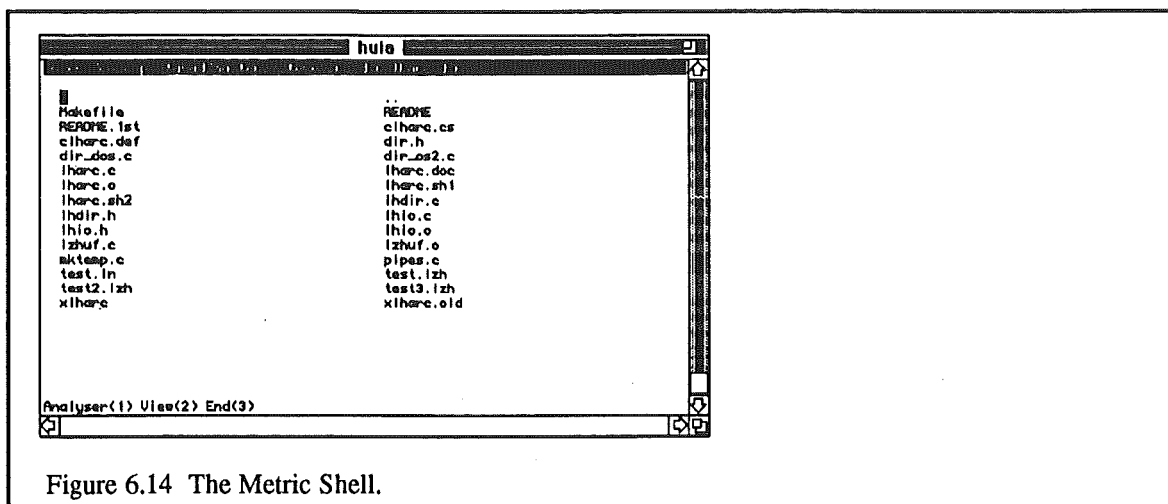 hula
..
Makefile README
README.1st clharc.cs
clharc.def dir.h
dir_dos.c dir_os2.c
lharc.c lharc.doc
lharc.o lharc.sh1
lharc.sh2 lhdir.c
lhdir.h lhio.c
lhio.h lhio.o
lzhuf.c lzhuf.o
mktemp.c pipes.c
test.ln test.lzh
test2.lzh test3.lzh
xlharc xlharc.old
Analyser(1) View(2) End(3)
Figure 6.14 The Metric Shell.